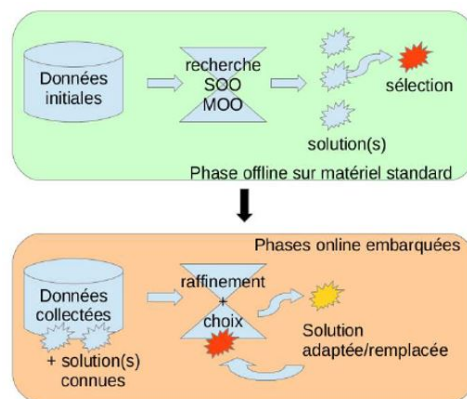 Données
initiales
recherche
SOO
MOO
sélection
solution(s)
Phase offline sur matériel standard
Phases online embarquées
Données
collectées
+ solution(s)
connues
raffinement
+
choix
Solution
adaptée/remplacée